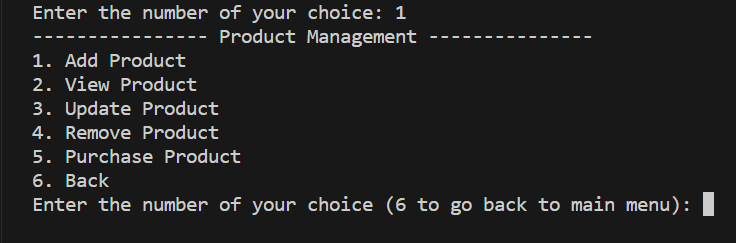 Enter the number of your choice: 1
---------------- Product Management ---------------
1. Add Product
2. View Product
3. Update Product
4. Remove Product
5. Purchase Product
6. Back
Enter the number of your choice (6 to go back to main menu):